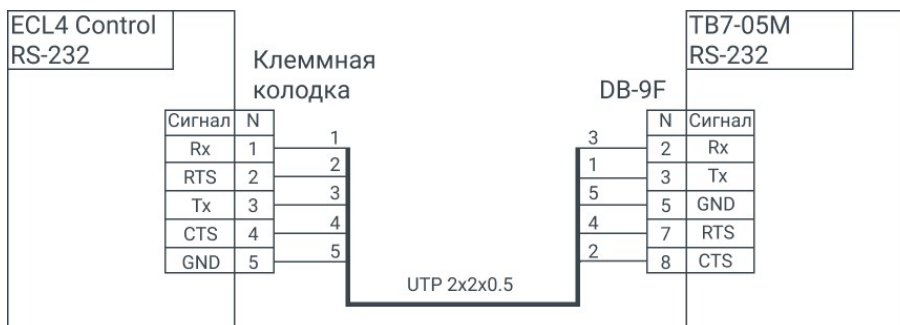 ECL4 Control
RS-232
ТВ7-05М
RS-232
Клеммная
колодка
DB-9F
Сигнал N
Rx 1 1
RTS 2 2
Tx 3 3
CTS 4 4
GND 5 5
N Сигнал
3 2 Rx
1 3 Tx
5 5 GND
4 7 RTS
2 8 CTS
UTP 2x2x0.5